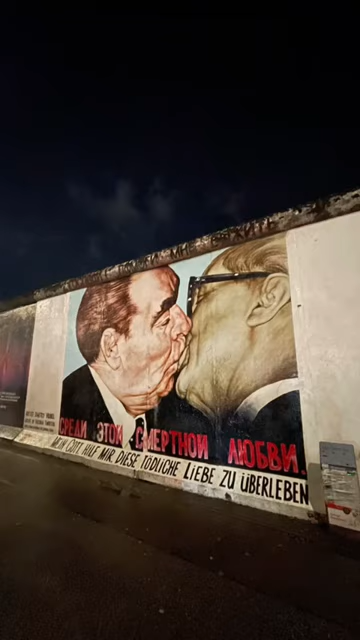 СРЕДИ ЭТОЙ СМЕРТНОЙ ЛЮБВИ.
MEIN GOTT HILF MIR, DIESE TÖDLICHE LIEBE ZU ÜBERLEBEN